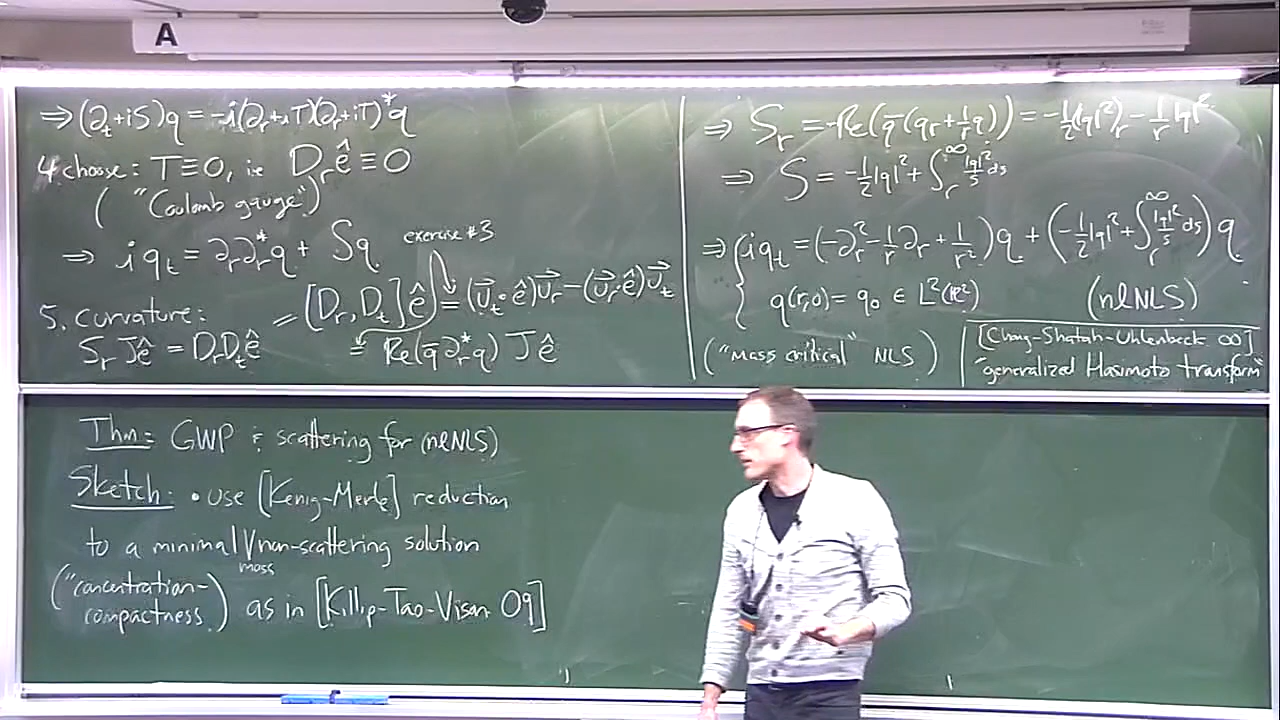 A
⇒ (∂_t+iS)q = -i(∂_r+iT)(∂_r+iT)^* q
4. choose: T≡0, ie D_r ê ≡ 0
("Coulomb gauge")
⇒ i q_t = ∂_r ∂_r^* q + Sq
exercise #3
5. curvature:
= [D_r, D_t] ê = (u⃗_t · ê) u⃗_r − (u⃗_r · ê) u⃗_t
S_r J ê = D_r D_t ê
= Re(q̄ ∂_r^* q) J ê
⇒ S_r = -Re(q̄ (q_r + 1/r q)) = -1/2 (|q|²)_r − 1/r |q|²
⇒ S = -1/2 |q|² + ∫_r^∞ |q|²/s ds
⇒ { i q_t = (−∂_r² − 1/r ∂_r + 1/r²) q + (−1/2 |q|² + ∫_r^∞ |q|²/s ds) q
q(r,0) = q_0 ∈ L²(ℝ²) (nlNLS)
("mass critical" NLS)
[Chang-Shatah-Uhlenbeck 00]
"generalized Hasimoto transform"
Thm: GWP & scattering for (nlNLS)
Sketch: • use [Kenig-Merle] reduction
to a minimal mass non-scattering solution
("concentration-compactness") as in [Killip-Tao-Visan 09]